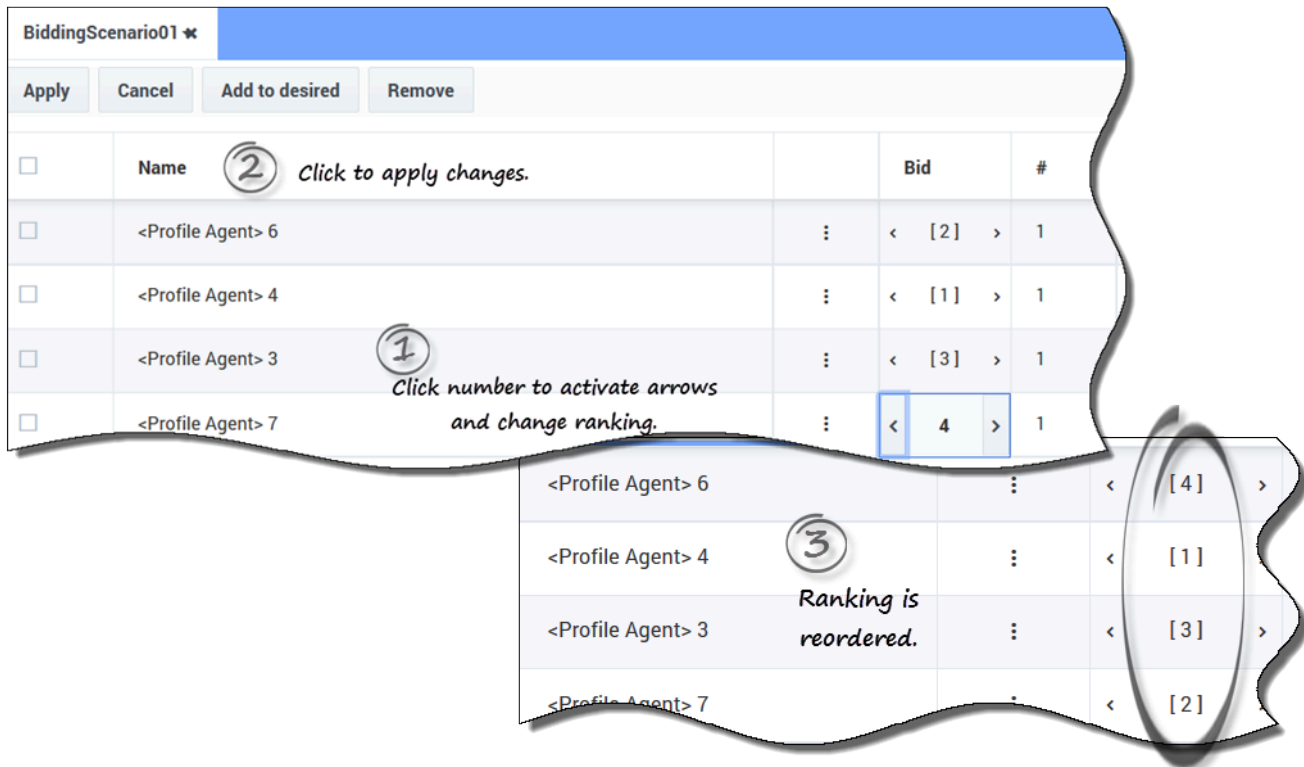 BiddingScenario01 ×
Apply Cancel Add to desired Remove
Name Bid #
2 Click to apply changes.
<Profile Agent> 6 < [ 2 ] > 1
<Profile Agent> 4 < [ 1 ] > 1
<Profile Agent> 3 < [ 3 ] > 1
1
Click number to activate arrows
and change ranking.
<Profile Agent> 7 < 4 > 1
<Profile Agent> 6 < [ 4 ] >
<Profile Agent> 4 < [ 1 ]
3
Ranking is
reordered.
<Profile Agent> 3 < [ 3 ] >
<Profile Agent> 7 < [ 2 ]